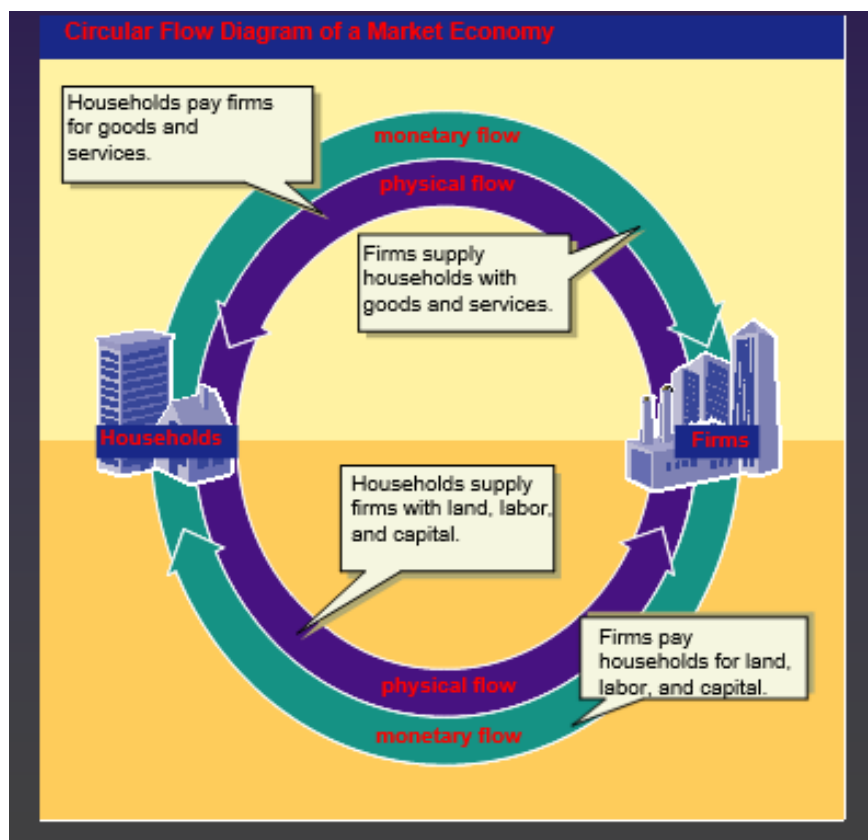 Circular Flow Diagram of a Market Economy
Households pay firms
for goods and
services.
monetary flow
physical flow
Firms supply
households with
goods and services.
Households
Firms
Households supply
firms with land, labor,
and capital.
Firms pay
households for land,
labor, and capital.
physical flow
monetary flow